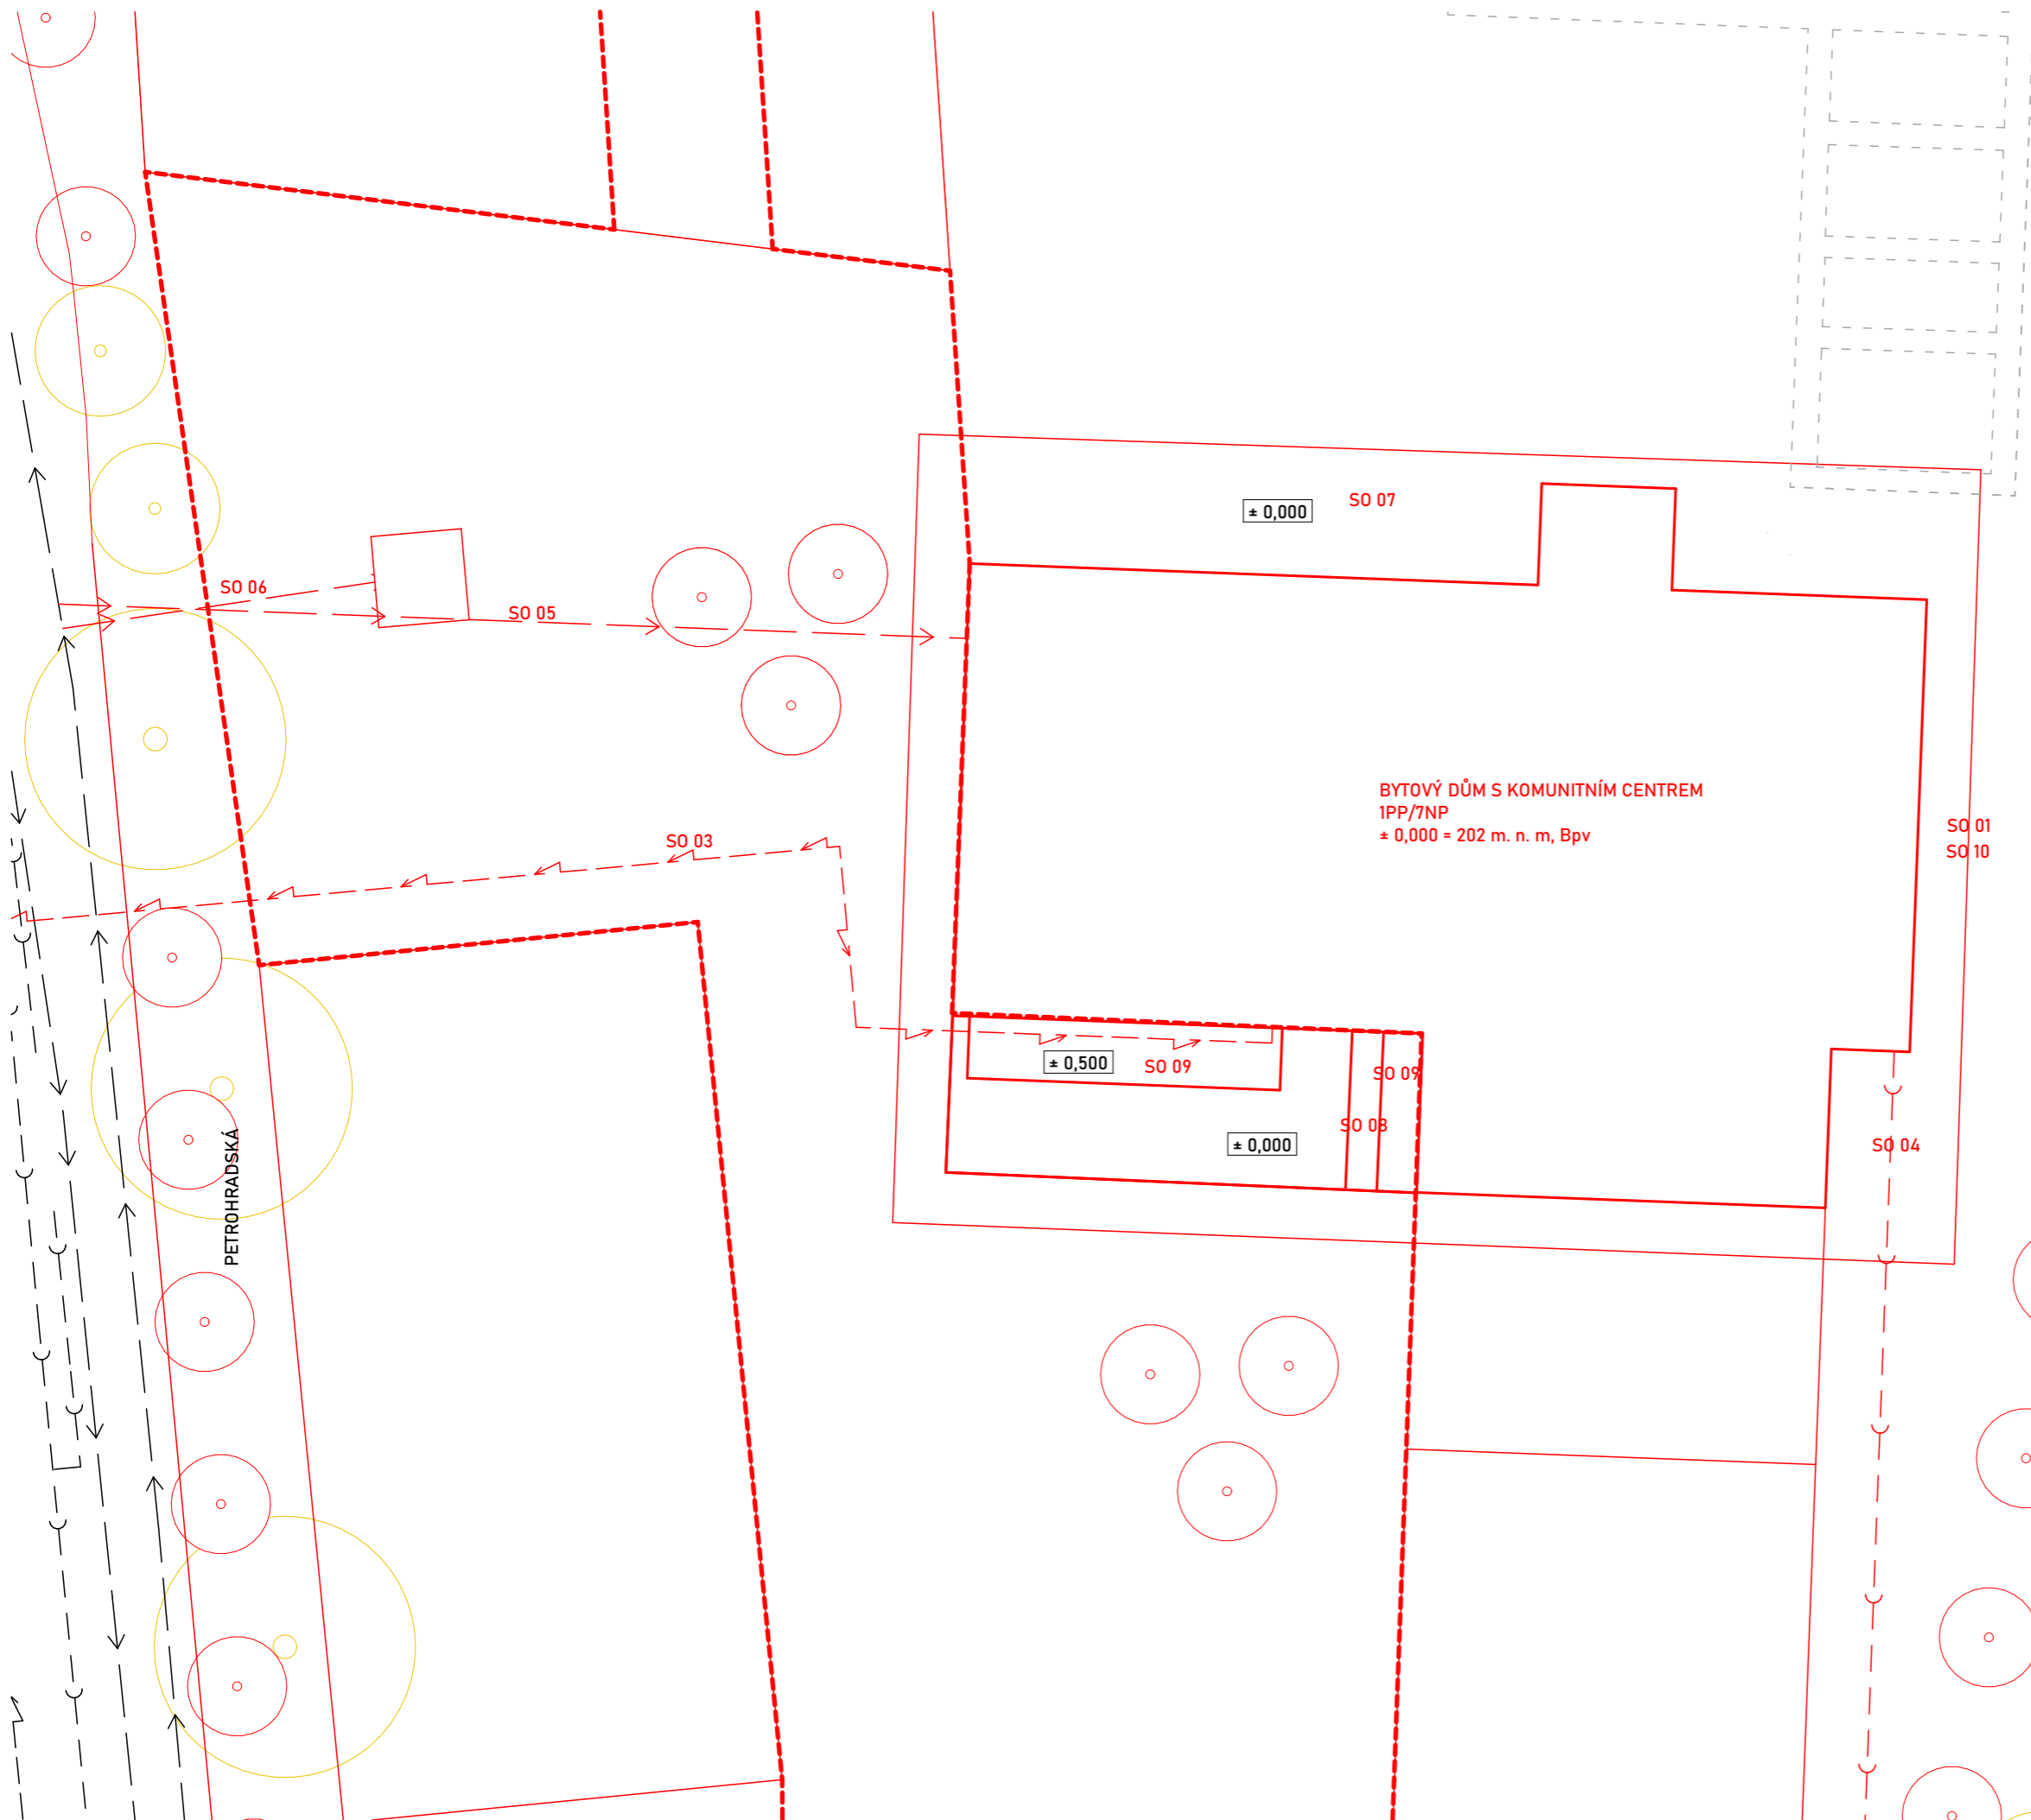 SO 07
± 0,000
SO 06
SO 05
BYTOVÝ DŮM S KOMUNITNÍM CENTREM
1PP/7NP
± 0,000 = 202 m. n. m, Bpv
SO 01
SO 10
SO 03
± 0,500
SO 09
SO 09
SO 08
± 0,000
SO 04
PETROHRADSKÁ